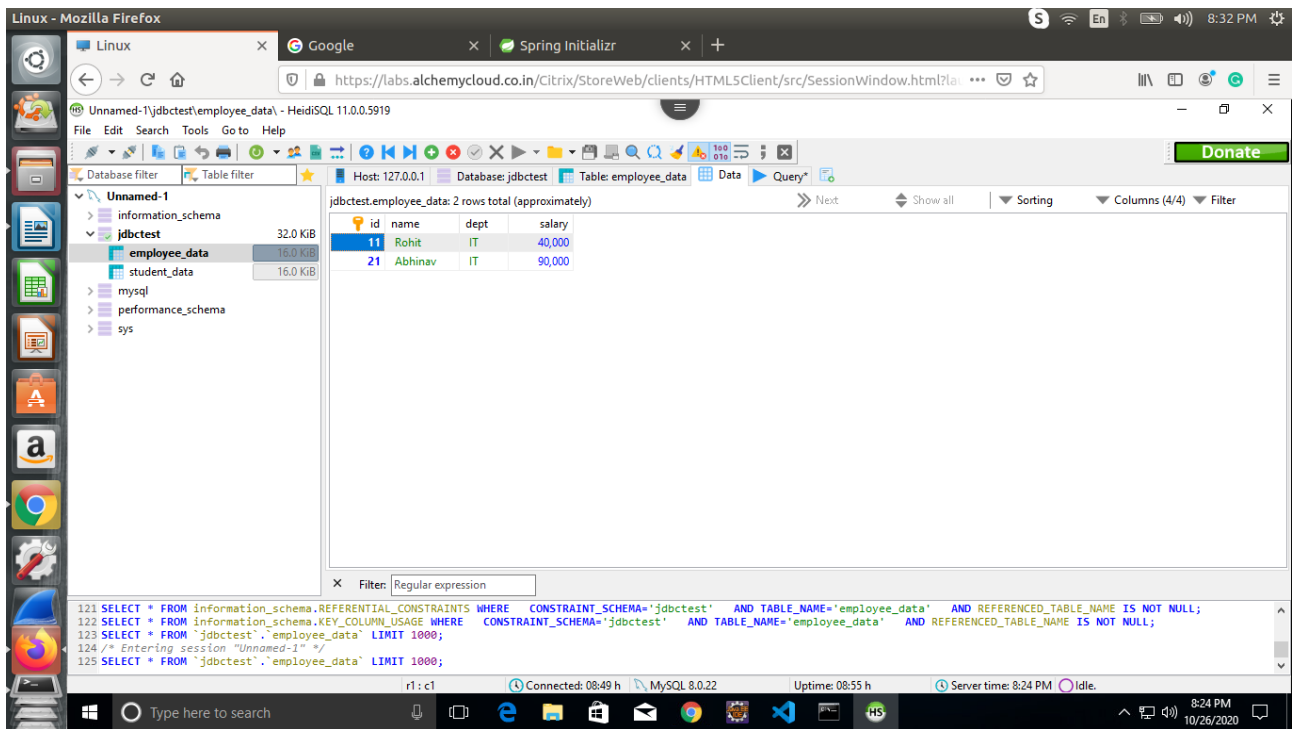 Linux - Mozilla Firefox
S En 8:32 PM
Linux × Google × Spring Initializr × +
https://labs.alchemycloud.co.in/Citrix/StoreWeb/clients/HTML5Client/src/SessionWindow.html?la
Unnamed-1\jdbctest\employee_data\ - HeidiSQL 11.0.0.5919
File Edit Search Tools Go to Help
Donate
Database filter Table filter Host: 127.0.0.1 Database: jdbctest Table: employee_data Data Query*
Unnamed-1
information_schema
jdbctest 32.0 KiB
employee_data 16.0 KiB
student_data 16.0 KiB
mysql
performance_schema
sys
jdbctest.employee_data: 2 rows total (approximately) Next Show all Sorting Columns (4/4) Filter
id name dept salary
11 Rohit IT 40,000
21 Abhinav IT 90,000
× Filter: Regular expression
121 SELECT * FROM information_schema.REFERENTIAL_CONSTRAINTS WHERE CONSTRAINT_SCHEMA='jdbctest' AND TABLE_NAME='employee_data' AND REFERENCED_TABLE_NAME IS NOT NULL;
122 SELECT * FROM information_schema.KEY_COLUMN_USAGE WHERE CONSTRAINT_SCHEMA='jdbctest' AND TABLE_NAME='employee_data' AND REFERENCED_TABLE_NAME IS NOT NULL;
123 SELECT * FROM `jdbctest`.`employee_data` LIMIT 1000;
124 /* Entering session "Unnamed-1" */
125 SELECT * FROM `jdbctest`.`employee_data` LIMIT 1000;
r1 : c1 Connected: 08:49 h MySQL 8.0.22 Uptime: 08:55 h Server time: 8:24 PM Idle.
Type here to search
HS
8:24 PM
10/26/2020